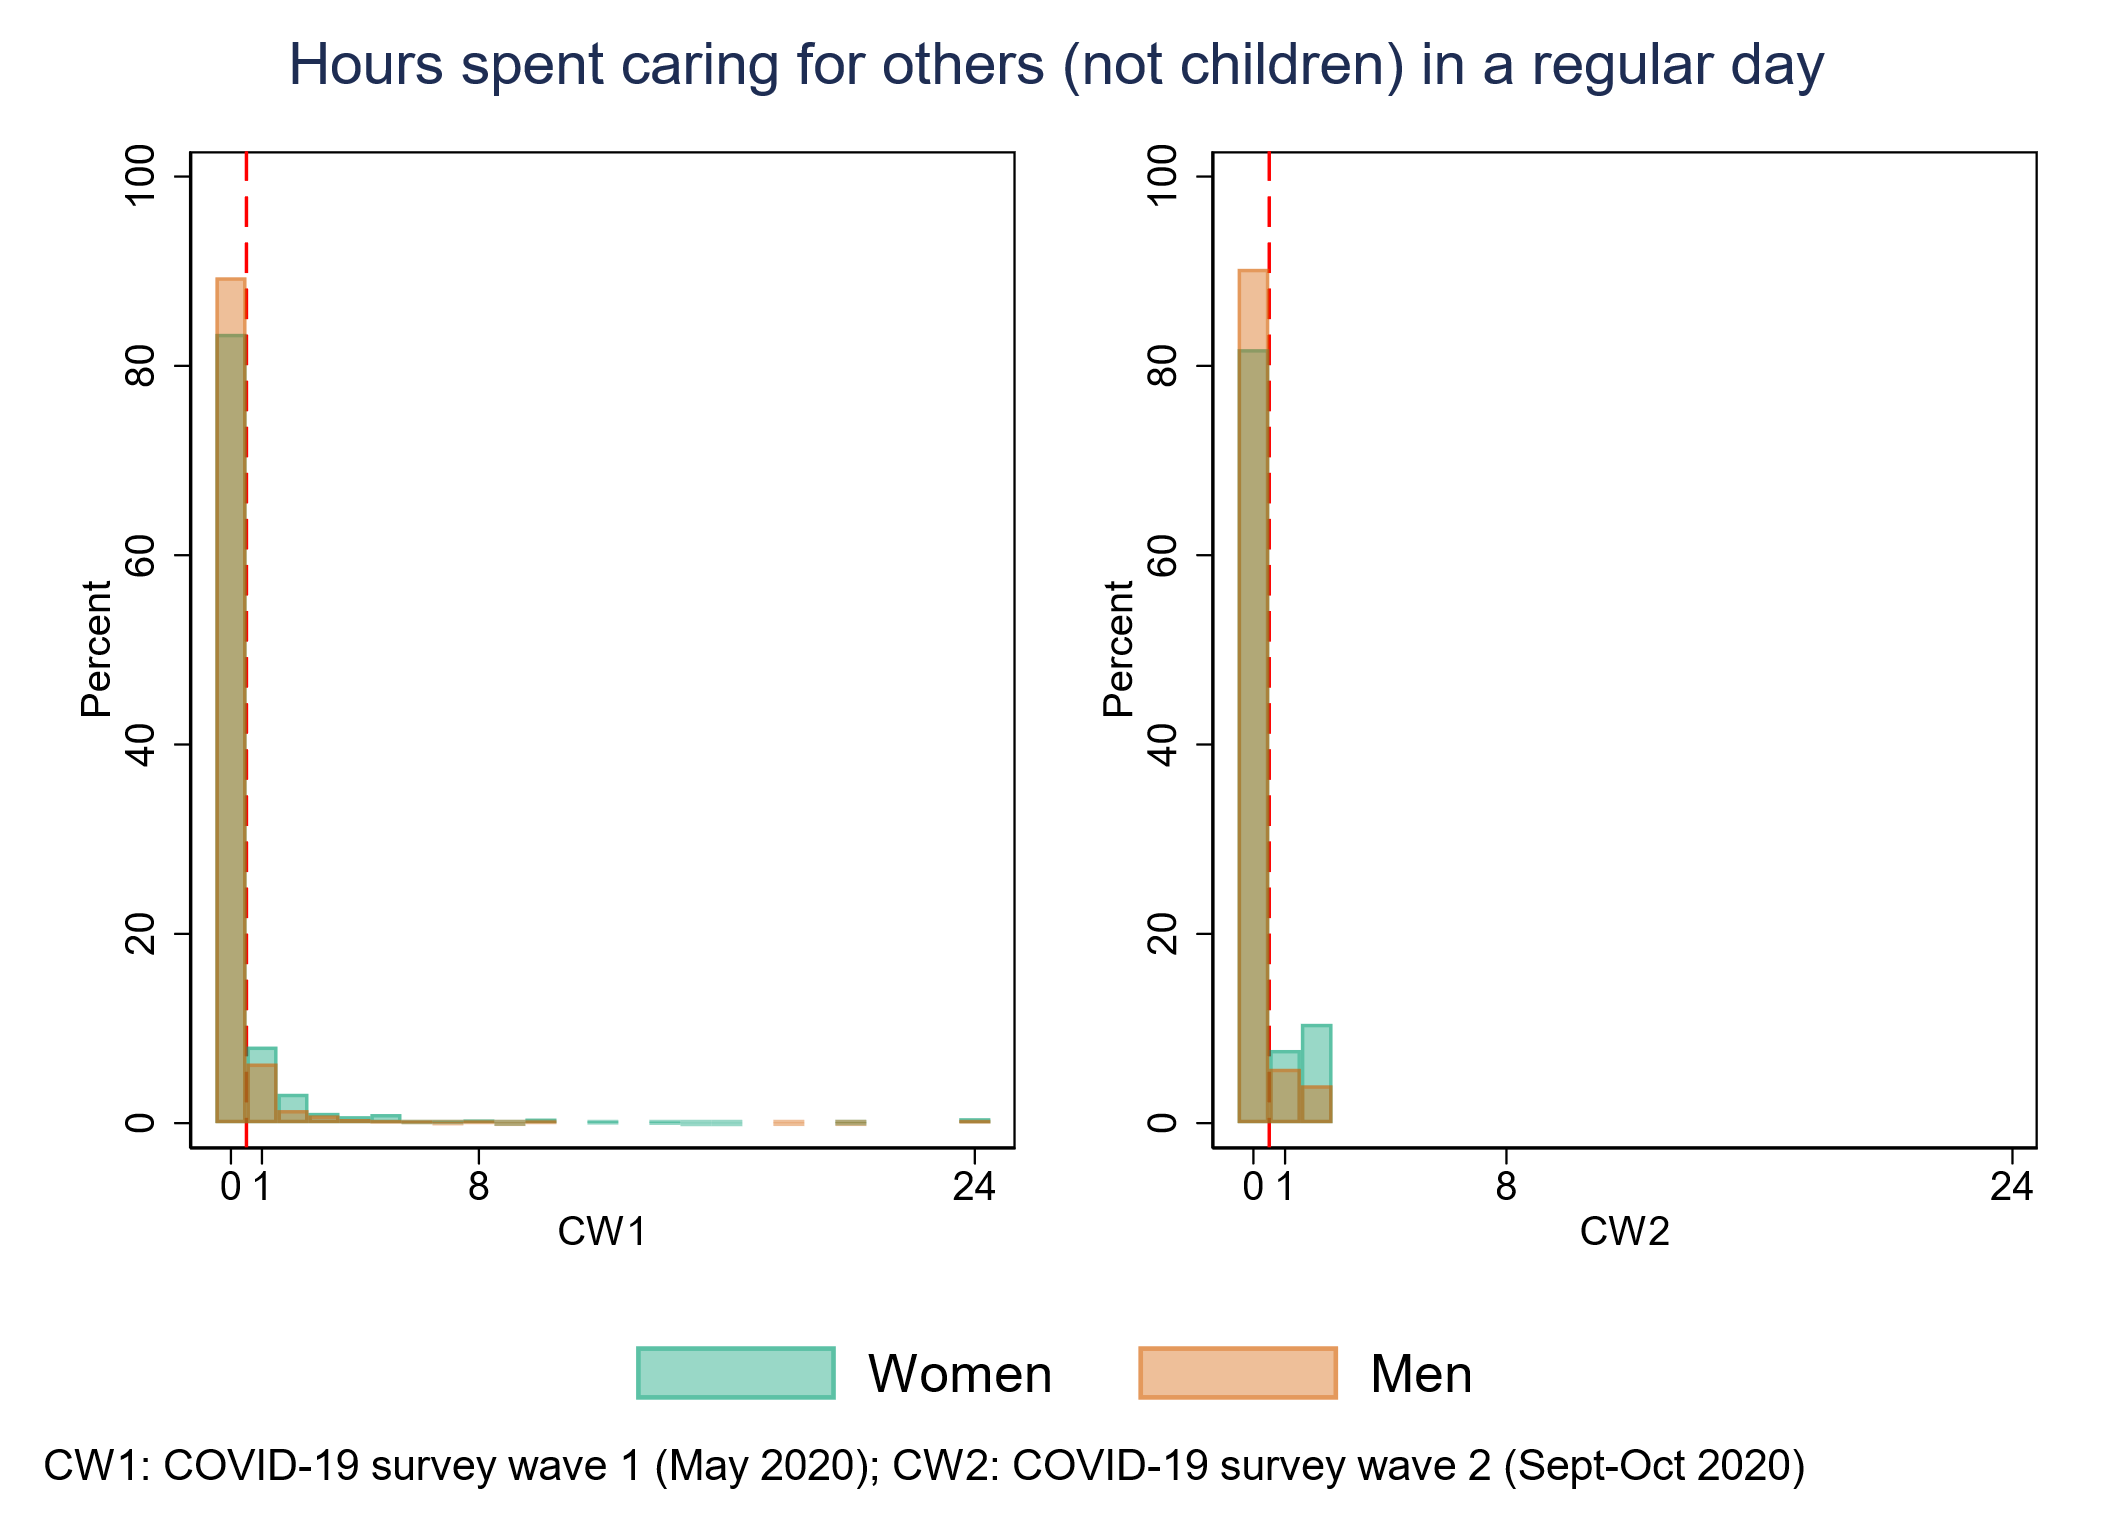 Hours spent caring for others (not children) in a regular day
Percent
100
80
60
40
20
0
0 1 8 24
CW1
Percent
100
80
60
40
20
0
0 1 8 24
CW2
Women
Men
CW1: COVID-19 survey wave 1 (May 2020); CW2: COVID-19 survey wave 2 (Sept-Oct 2020)